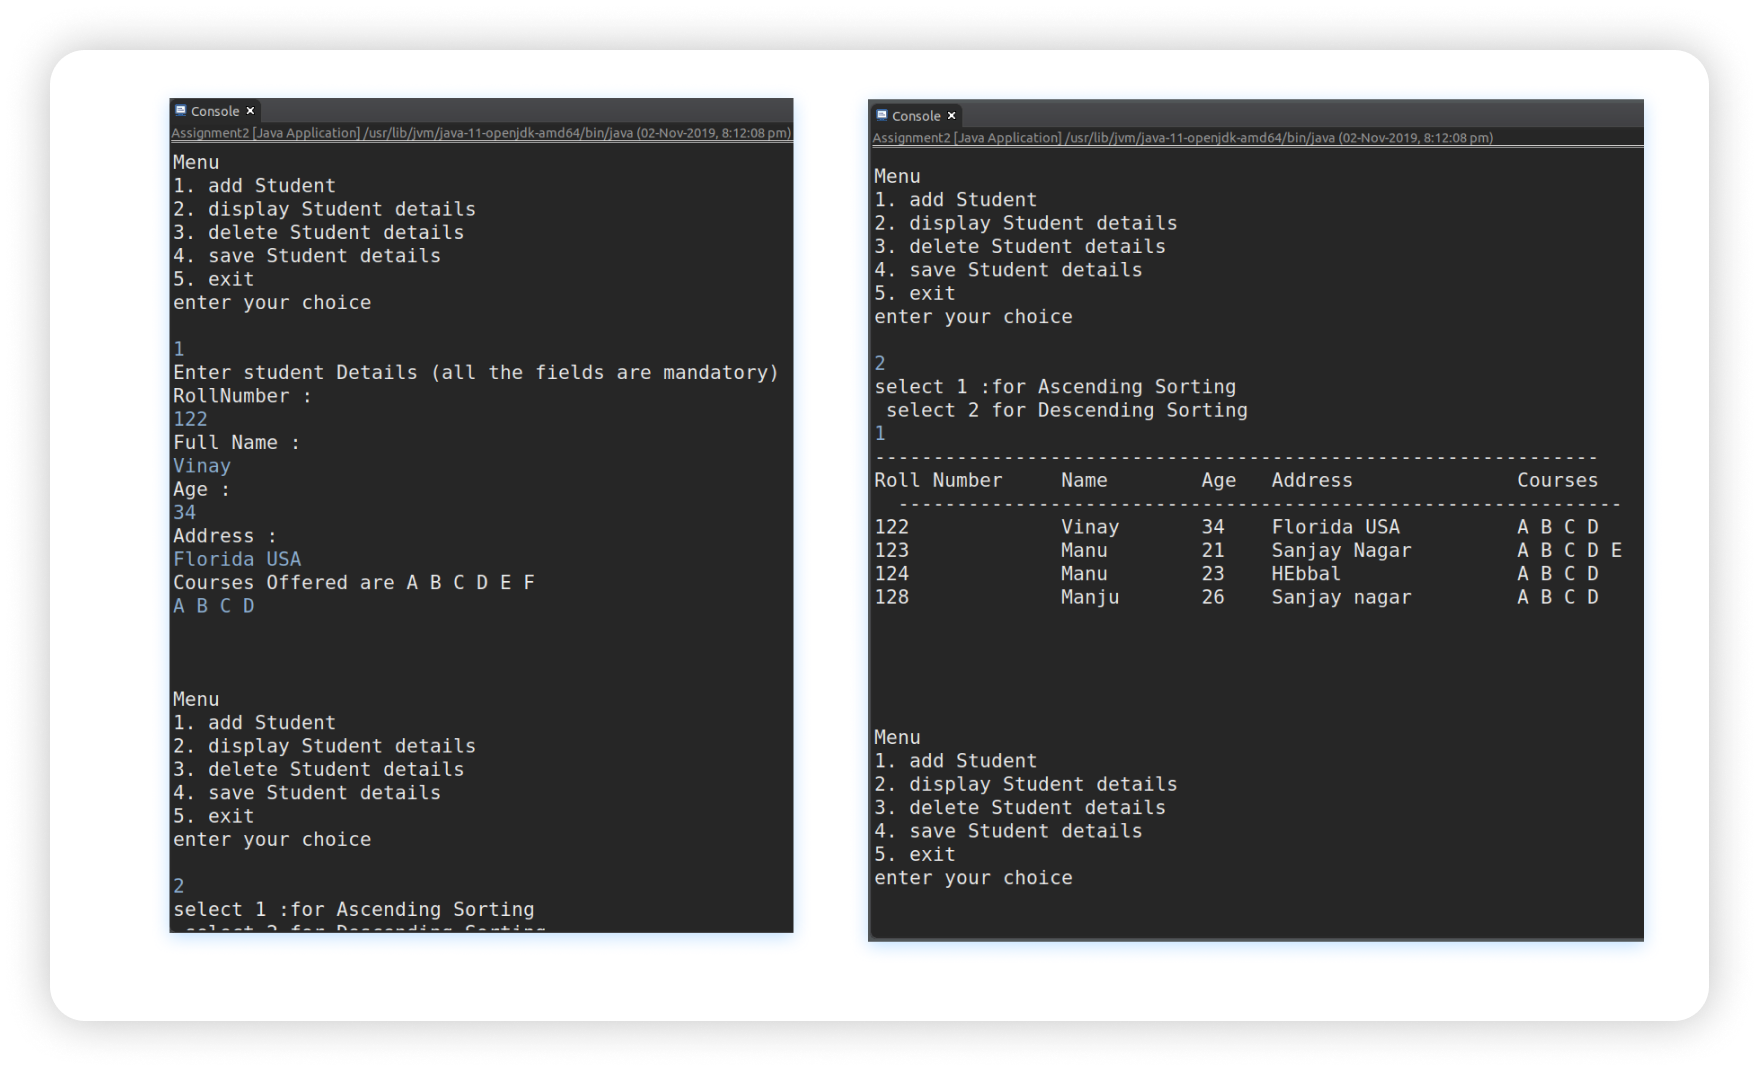 Console
Assignment2 [Java Application] /usr/lib/jvm/java-11-openjdk-amd64/bin/java (02-Nov-2019, 8:12:08 pm)
Menu
1. add Student
2. display Student details
3. delete Student details
4. save Student details
5. exit
enter your choice
1
Enter student Details (all the fields are mandatory)
RollNumber :
122
Full Name :
Vinay
Age :
34
Address :
Florida USA
Courses Offered are A B C D E F
A B C D
Menu
1. add Student
2. display Student details
3. delete Student details
4. save Student details
5. exit
enter your choice
2
select 1 :for Ascending Sorting
select 2 for Descending Sorting
Console
Assignment2 [Java Application] /usr/lib/jvm/java-11-openjdk-amd64/bin/java (02-Nov-2019, 8:12:08 pm)
Menu
1. add Student
2. display Student details
3. delete Student details
4. save Student details
5. exit
enter your choice
2
select 1 :for Ascending Sorting
select 2 for Descending Sorting
1
--------------------------------------------------------------
Roll Number Name Age Address Courses
--------------------------------------------------------------
122 Vinay 34 Florida USA A B C D
123 Manu 21 Sanjay Nagar A B C D E
124 Manu 23 HEbbal A B C D
128 Manju 26 Sanjay nagar A B C D
Menu
1. add Student
2. display Student details
3. delete Student details
4. save Student details
5. exit
enter your choice